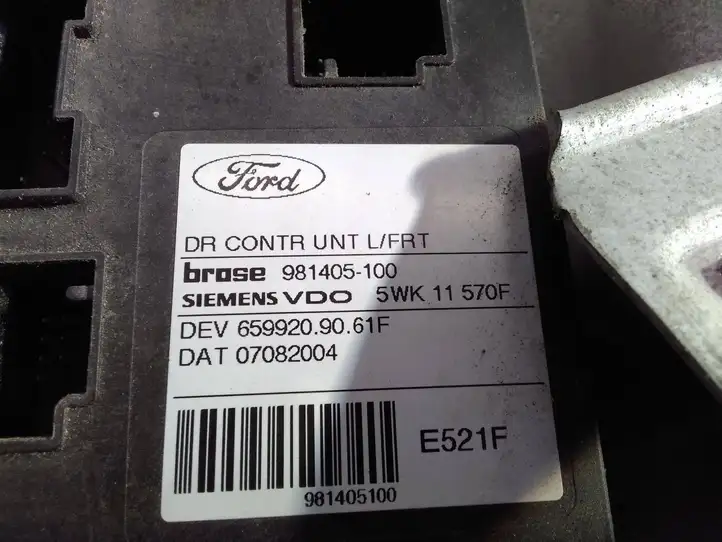 Ford
DR CONTR UNT L/FRT
brose 981405-100
SIEMENS VDO 5WK 11 570F
DEV 659920.90.61F
DAT 07082004
E521F
981405100